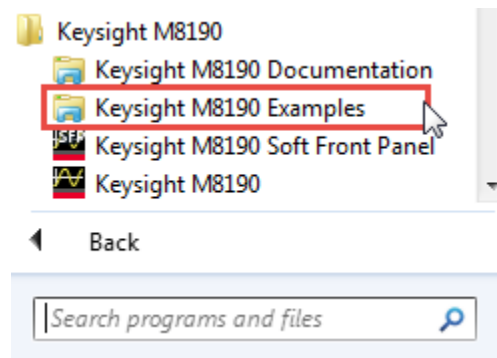 Keysight M8190
Keysight M8190 Documentation
Keysight M8190 Examples
JSFP Keysight M8190 Soft Front Panel
Keysight M8190
Back
Search programs and files